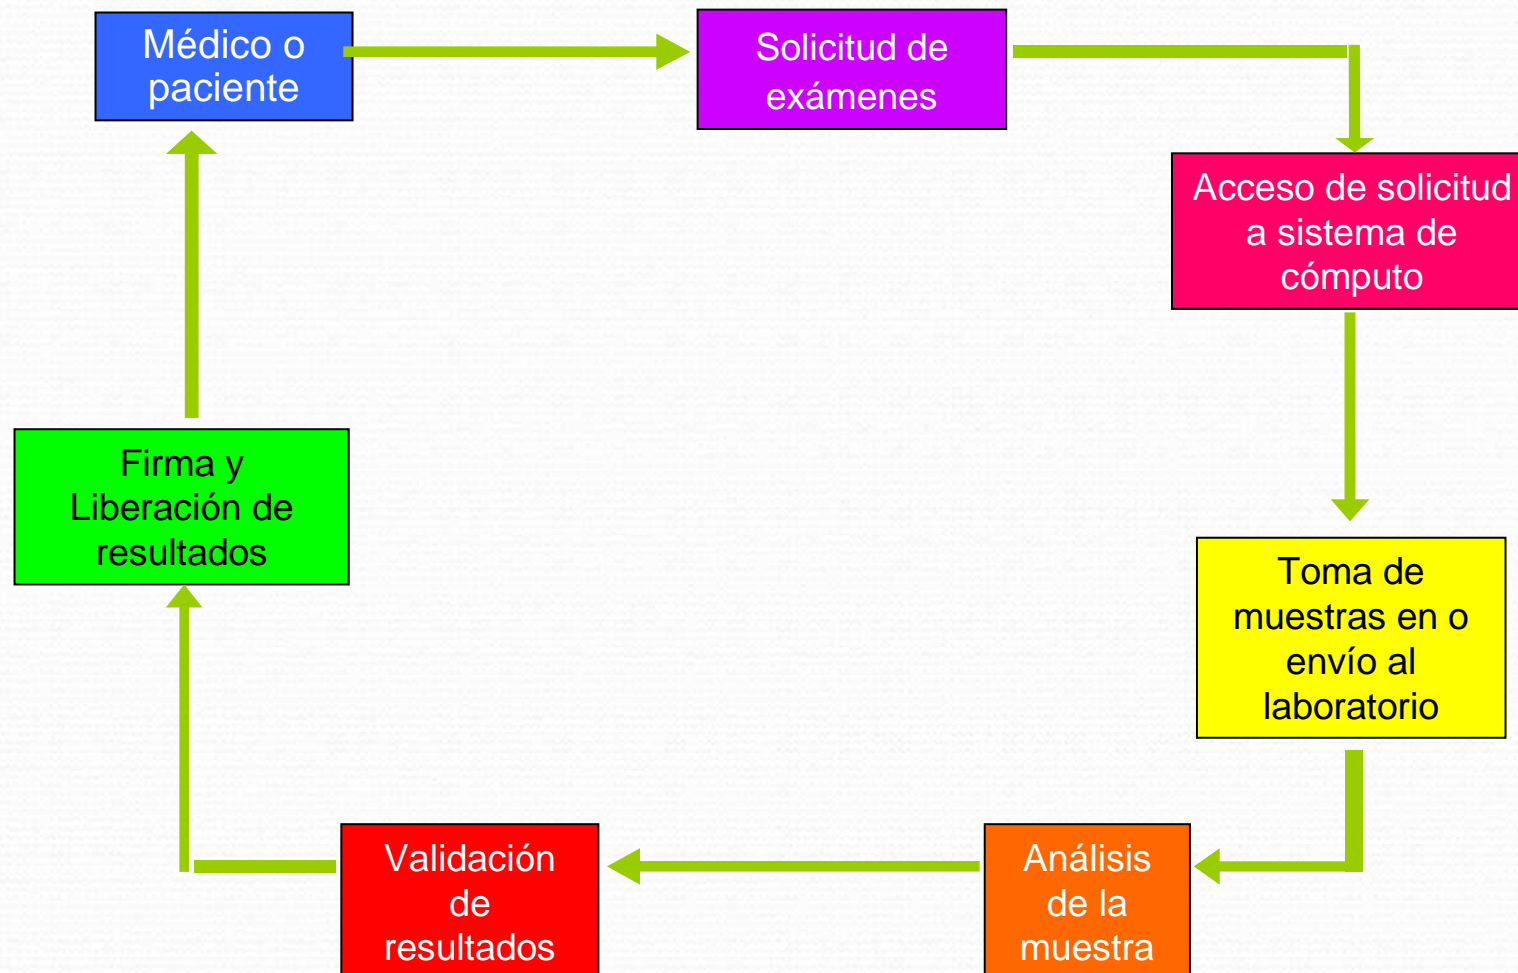 Médico o
paciente
Solicitud de
exámenes
Acceso de solicitud
a sistema de
cómputo
Toma de
muestras en o
envío al
laboratorio
Análisis
de la
muestra
Validación
de
resultados
Firma y
Liberación de
resultados